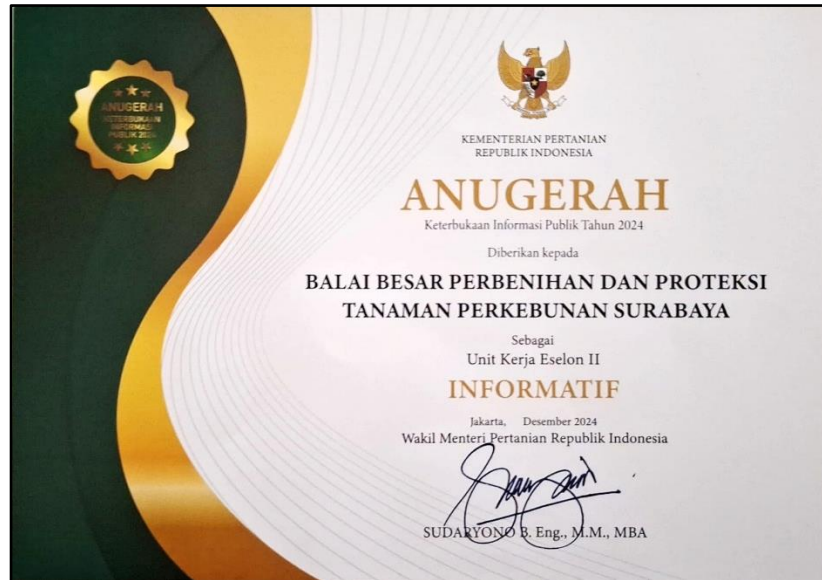 ANUGERAH
KETERBUKAAN
INFORMASI
PUBLIK 2024
KEMENTERIAN PERTANIAN
REPUBLIK INDONESIA
ANUGERAH
Keterbukaan Informasi Publik Tahun 2024
Diberikan kepada
BALAI BESAR PERBENIHAN DAN PROTEKSI
TANAMAN PERKEBUNAN SURABAYA
Sebagai
Unit Kerja Eselon II
INFORMATIF
Jakarta, Desember 2024
Wakil Menteri Pertanian Republik Indonesia
SUDARYONO B. Eng., M.M., MBA